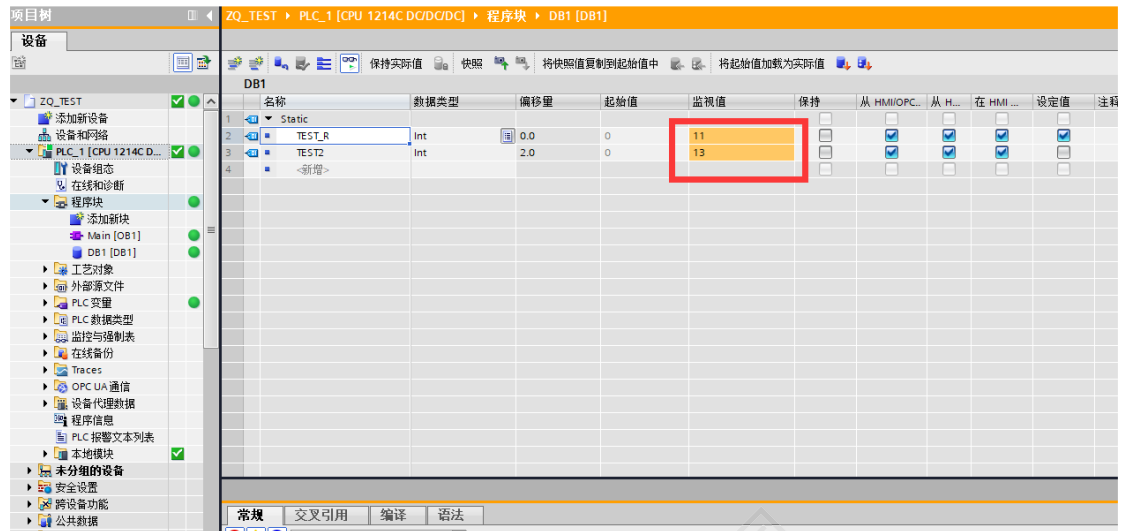 项目树
ZQ_TEST ▸ PLC_1 [CPU 1214C DC/DC/DC] ▸ 程序块 ▸ DB1 [DB1]
设备
保持实际值 快照 将快照值复制到起始值中 将起始值加载为实际值
DB1
名称 数据类型 偏移量 起始值 监视值 保持 从 HMI/OPC... 从 H... 在 HMI ... 设定值 注释
1 Static
2 TEST_R Int 0.0 0 11
3 TEST2 Int 2.0 0 13
4 <新增>
ZQ_TEST
添加新设备
设备和网络
PLC_1 [CPU 1214C D...
设备组态
在线和诊断
程序块
添加新块
Main [OB1]
DB1 [DB1]
工艺对象
外部源文件
PLC 变量
PLC 数据类型
监控与强制表
在线备份
Traces
OPC UA 通信
设备代理数据
程序信息
PLC 报警文本列表
本地模块
未分组的设备
安全设置
跨设备功能
公共数据
常规 交叉引用 编译 语法